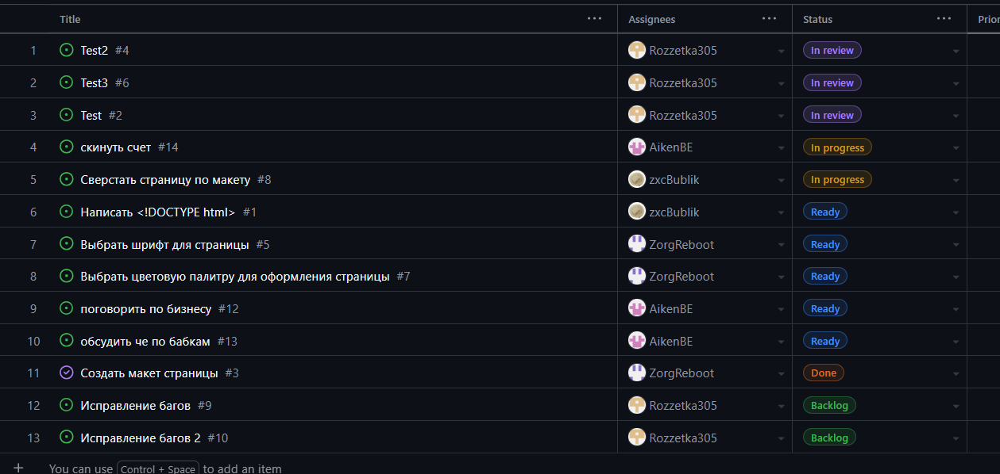 Title ... Assignees ... Status ... Prior
1 Test2 #4 Rozzetka305 In review
2 Test3 #6 Rozzetka305 In review
3 Test #2 Rozzetka305 In review
4 скинуть счет #14 AikenBE In progress
5 Сверстать страницу по макету #8 zxcBublik In progress
6 Написать <!DOCTYPE html> #1 zxcBublik Ready
7 Выбрать шрифт для страницы #5 ZorgReboot Ready
8 Выбрать цветовую палитру для оформления страницы #7 ZorgReboot Ready
9 поговорить по бизнесу #12 AikenBE Ready
10 обсудить че по бабкам #13 AikenBE Ready
11 Создать макет страницы #3 ZorgReboot Done
12 Исправление багов #9 Rozzetka305 Backlog
13 Исправление багов 2 #10 Rozzetka305 Backlog
+ You can use Control + Space to add an item